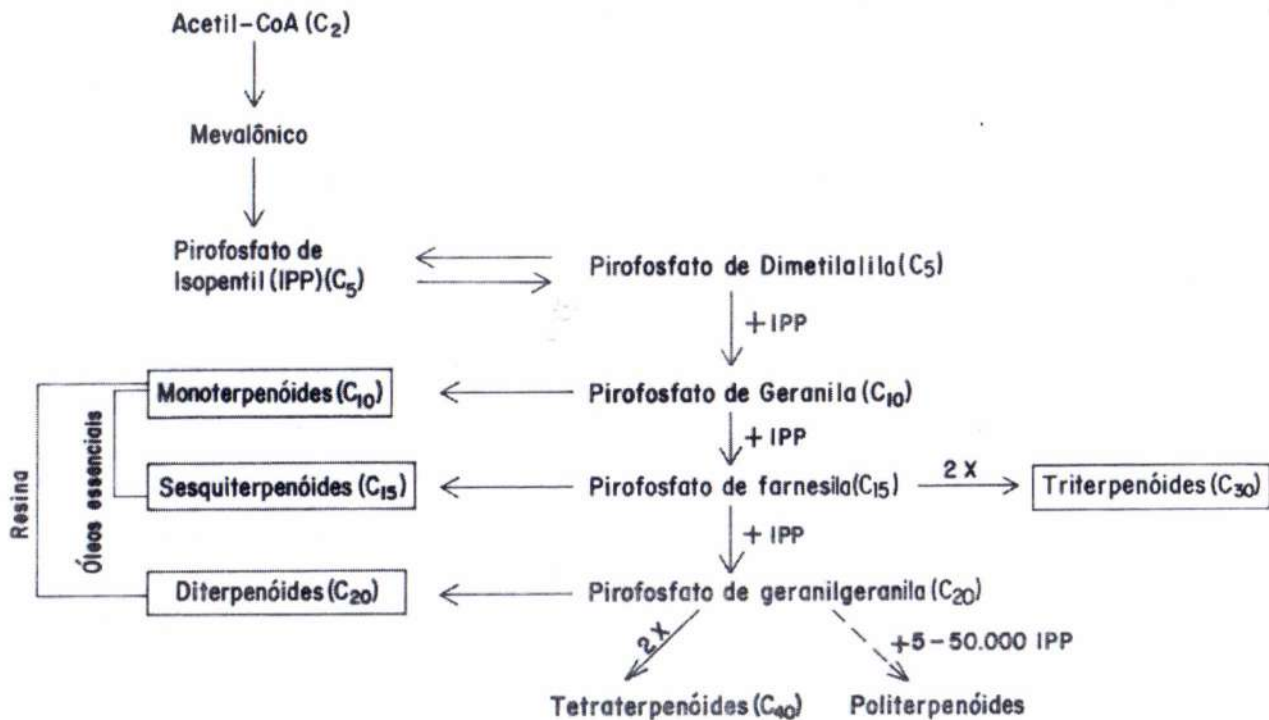 Acetil-CoA (C₂)
Mevalônico
Pirofosfato de
Isopentil (IPP)(C₅)
Pirofosfato de Dimetilalila (C₅)
+ IPP
Monoterpenóides (C₁₀)
Pirofosfato de Geranila (C₁₀)
+ IPP
Resina
Óleos essenciais
Sesquiterpenóides (C₁₅)
Pirofosfato de farnesila (C₁₅)
2 X
Triterpenóides (C₃₀)
+ IPP
Diterpenóides (C₂₀)
Pirofosfato de geranilgeranila (C₂₀)
2 X
+5-50.000 IPP
Tetraterpenóides (C₄₀)
Politerpenóides